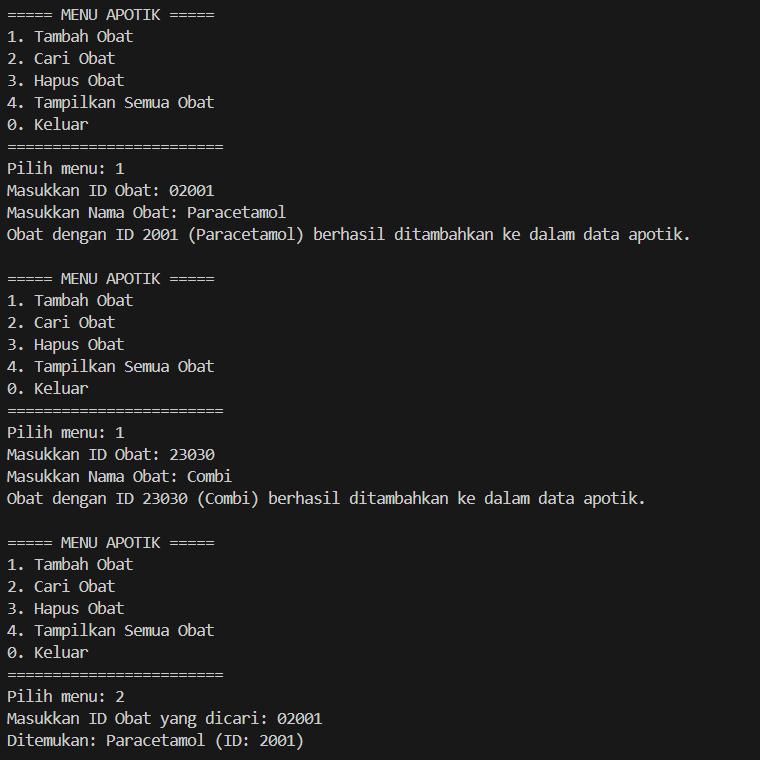 ===== MENU APOTIK =====
1. Tambah Obat
2. Cari Obat
3. Hapus Obat
4. Tampilkan Semua Obat
0. Keluar
========================
Pilih menu: 1
Masukkan ID Obat: 02001
Masukkan Nama Obat: Paracetamol
Obat dengan ID 2001 (Paracetamol) berhasil ditambahkan ke dalam data apotik.

===== MENU APOTIK =====
1. Tambah Obat
2. Cari Obat
3. Hapus Obat
4. Tampilkan Semua Obat
0. Keluar
========================
Pilih menu: 1
Masukkan ID Obat: 23030
Masukkan Nama Obat: Combi
Obat dengan ID 23030 (Combi) berhasil ditambahkan ke dalam data apotik.

===== MENU APOTIK =====
1. Tambah Obat
2. Cari Obat
3. Hapus Obat
4. Tampilkan Semua Obat
0. Keluar
========================
Pilih menu: 2
Masukkan ID Obat yang dicari: 02001
Ditemukan: Paracetamol (ID: 2001)